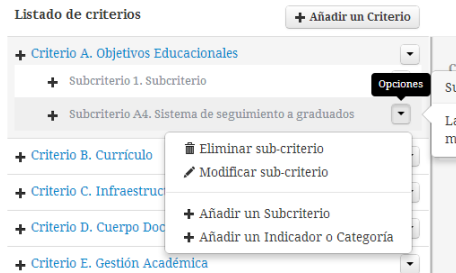 Listado de criterios
Añadir un Criterio
Criterio A. Objetivos Educacionales
Subcriterio 1. Subcriterio
Opciones
Subcriterio A4. Sistema de seguimiento a graduados
Eliminar sub-criterio
Criterio B. Currículo
Modificar sub-criterio
Criterio C.
Añadir un Subcriterio
Criterio D. Cuerpo
Añadir un Indicador o Categoría
Criterio E. Gestión Académica